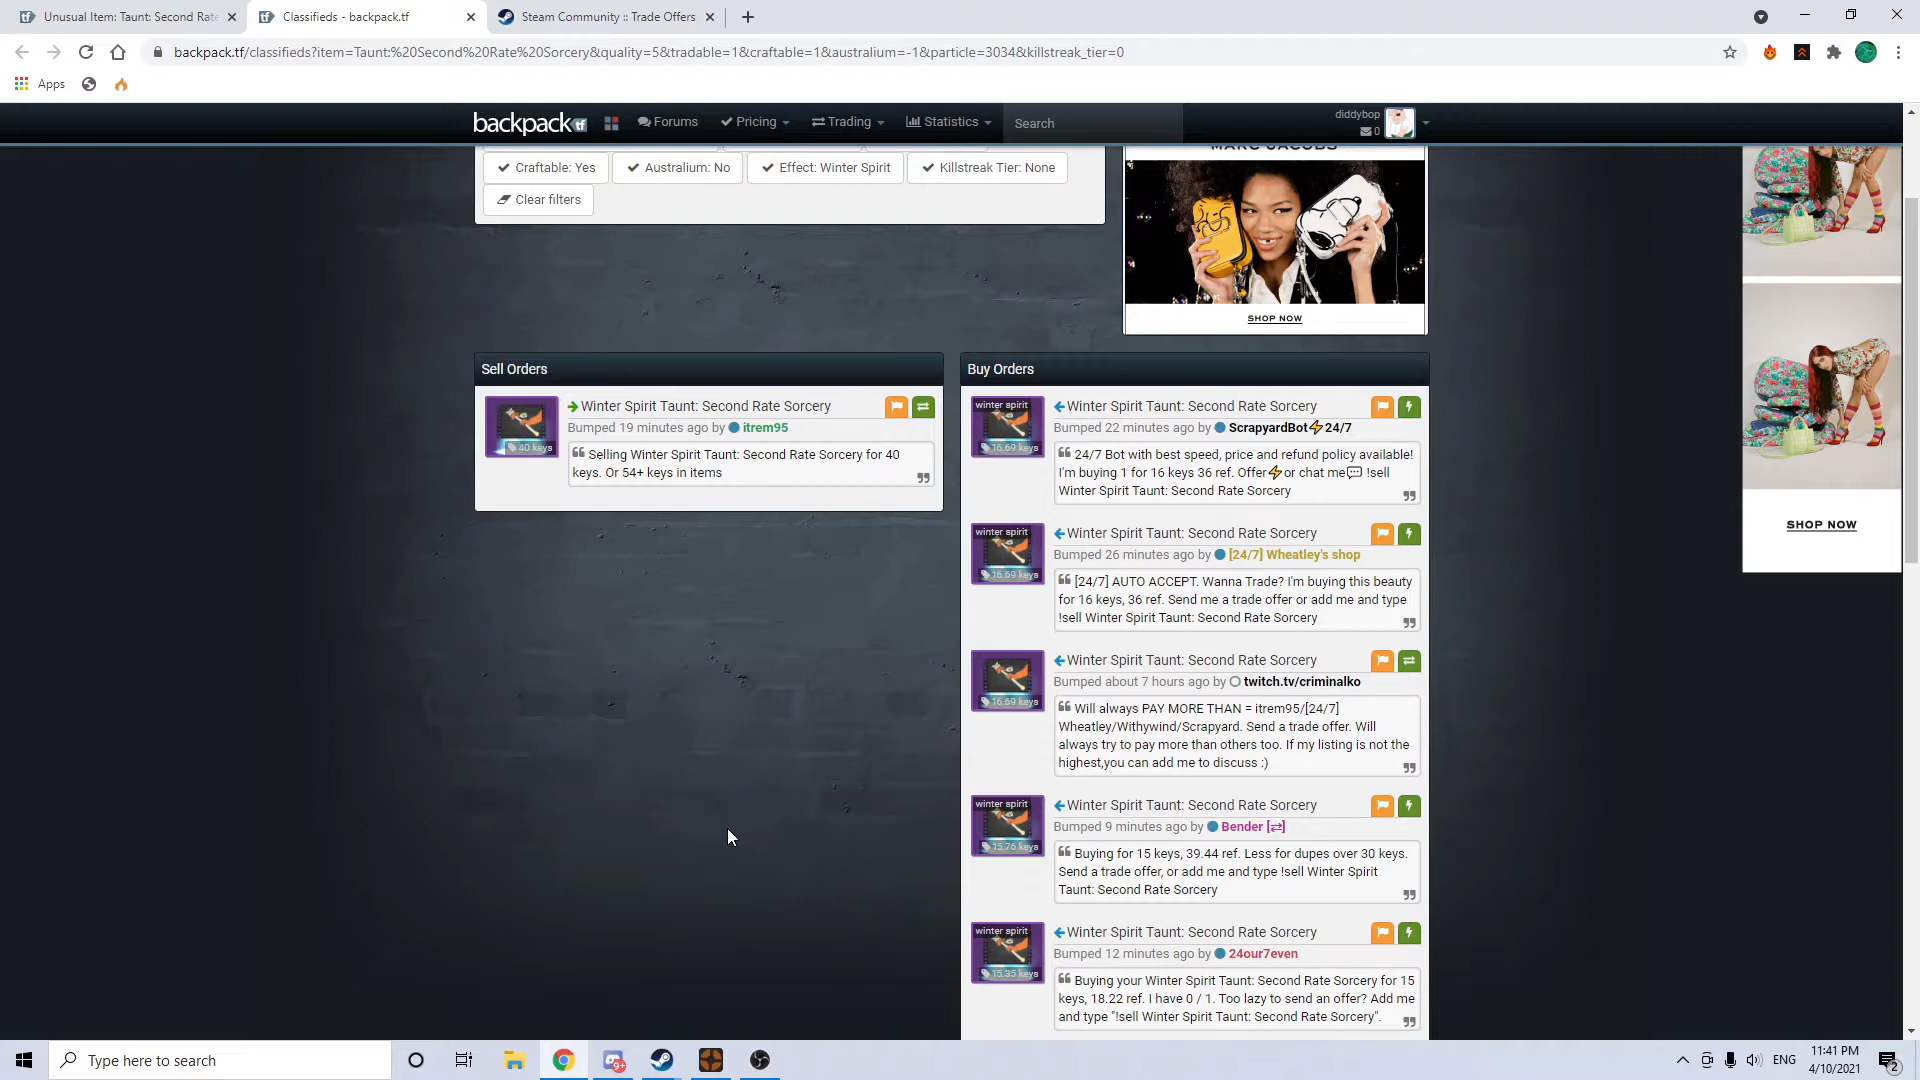 Unusual Item: Taunt: Second Rate
Classifieds - backpack.tf
Steam Community :: Trade Offers
backpack.tf/classifieds?item=Taunt:%20Second%20Rate%20Sorcery&quality=5&tradable=1&craftable=1&australium=-1&particle=3034&killstreak_tier=0
Apps
backpack.tf
Forums
Pricing
Trading
Statistics
Search
diddybop
0
MARC JACOBS
Craftable: Yes
Australium: No
Effect: Winter Spirit
Killstreak Tier: None
Clear filters
SHOP NOW
SHOP NOW
Sell Orders
Winter Spirit Taunt: Second Rate Sorcery
Bumped 19 minutes ago by itrem95
40 keys
Selling Winter Spirit Taunt: Second Rate Sorcery for 40
keys. Or 54+ keys in items
Buy Orders
winter spirit
16.69 keys
Winter Spirit Taunt: Second Rate Sorcery
Bumped 22 minutes ago by ScrapyardBot⚡24/7
24/7 Bot with best speed, price and refund policy available!
I'm buying 1 for 16 keys 36 ref. Offer⚡or chat me💬 !sell
Winter Spirit Taunt: Second Rate Sorcery
winter spirit
16.69 keys
Winter Spirit Taunt: Second Rate Sorcery
Bumped 26 minutes ago by [24/7] Wheatley's shop
[24/7] AUTO ACCEPT. Wanna Trade? I'm buying this beauty
for 16 keys, 36 ref. Send me a trade offer or add me and type
!sell Winter Spirit Taunt: Second Rate Sorcery
16.69 keys
Winter Spirit Taunt: Second Rate Sorcery
Bumped about 7 hours ago by twitch.tv/criminalko
Will always PAY MORE THAN = itrem95/[24/7]
Wheatley/Withywind/Scrapyard. Send a trade offer. Will
always try to pay more than others too. If my listing is not the
highest,you can add me to discuss :)
winter spirit
15.76 keys
Winter Spirit Taunt: Second Rate Sorcery
Bumped 9 minutes ago by Bender [⇄]
Buying for 15 keys, 39.44 ref. Less for dupes over 30 keys.
Send a trade offer, or add me and type !sell Winter Spirit
Taunt: Second Rate Sorcery
winter spirit
15.35 keys
Winter Spirit Taunt: Second Rate Sorcery
Bumped 12 minutes ago by 24our7even
Buying your Winter Spirit Taunt: Second Rate Sorcery for 15
keys, 18.22 ref. I have 0 / 1. Too lazy to send an offer? Add me
and type "!sell Winter Spirit Taunt: Second Rate Sorcery".
Type here to search
9+
ENG
11:41 PM
4/10/2021
2